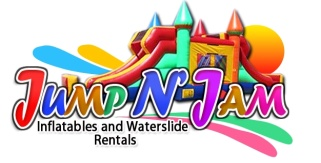 JUMP N' JAM
Inflatables and Waterslide
Rentals